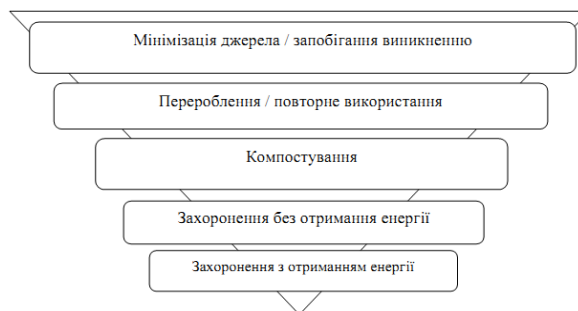 Мінімізація джерела / запобігання виникненню
Перероблення / повторне використання
Компостування
Захоронення без отримання енергії
Захоронення з отриманням енергії